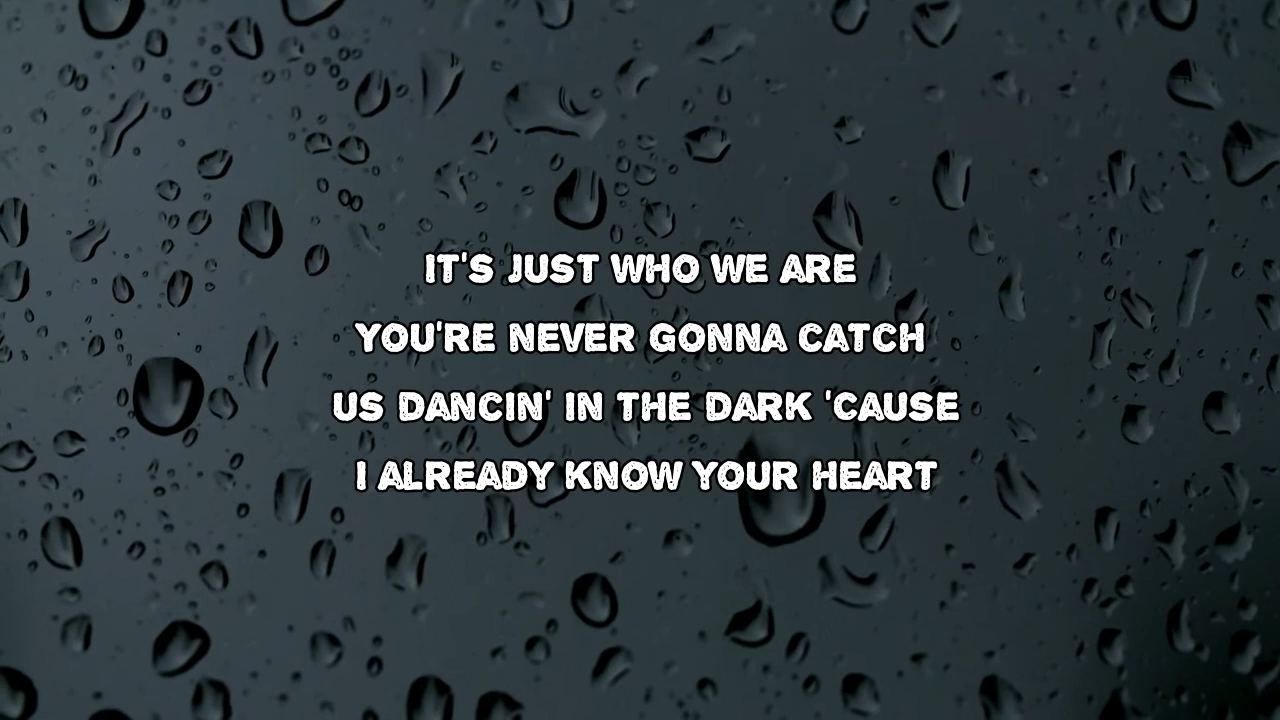 IT'S JUST WHO WE ARE
YOU'RE NEVER GONNA CATCH
US DANCIN' IN THE DARK 'CAUSE
I ALREADY KNOW YOUR HEART